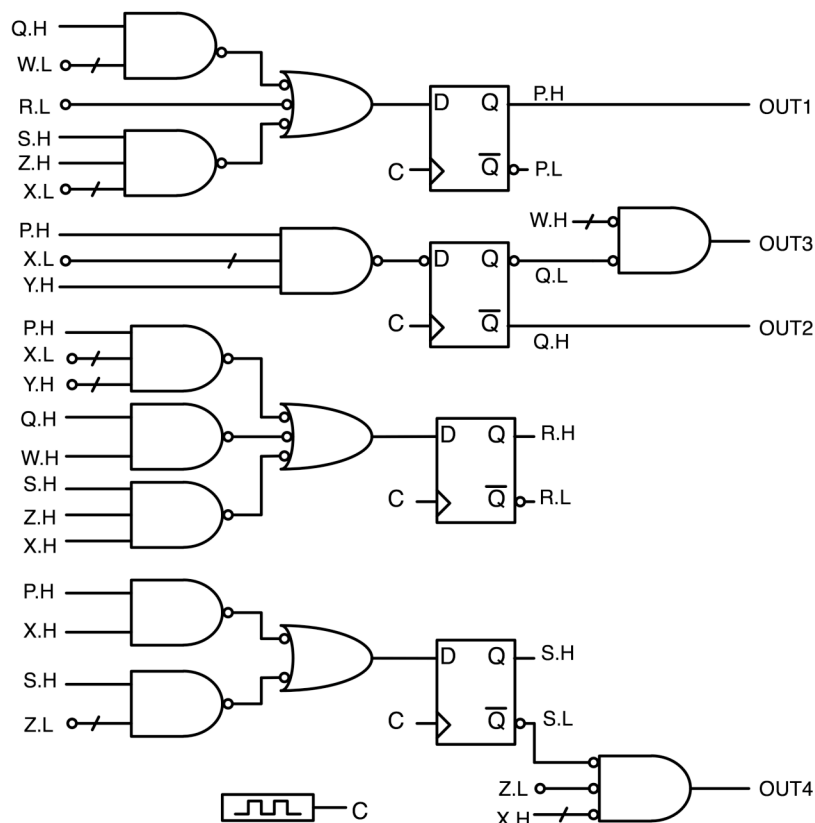 Q.H
W.L
R.L
S.H
Z.H
X.L
D Q
C Q
P.H
P.L
OUT1
P.H
X.L
Y.H
D Q
C Q
Q.L
Q.H
W.H
OUT3
OUT2
P.H
X.L
Y.H
Q.H
W.H
S.H
Z.H
X.H
D Q
C Q
R.H
R.L
P.H
X.H
S.H
Z.L
D Q
C Q
S.H
S.L
Z.L
X.H
OUT4
C